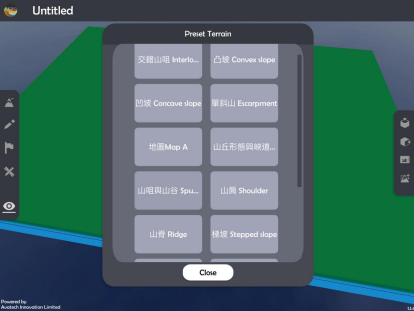 Untitled
Preset Terrain
交錯山咀 Interlo...
凸坡 Convex slope
凹坡 Concave slope
單斜山 Escarpment
地圖Map A
山丘形態與峽道...
山咀與山谷 Spu...
山肩 Shoulder
山脊 Ridge
梯坡 Stepped slope
Close
Powered by
Avatech Innovation Limited